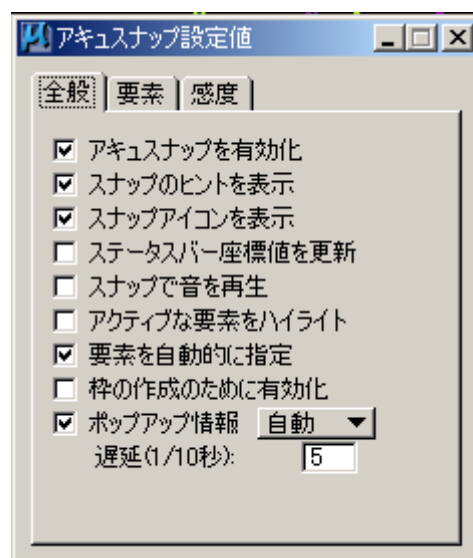 アキュスナップ設定値
全般 要素 感度
アキュスナップを有効化
スナップのヒントを表示
スナップアイコンを表示
ステータスバー座標値を更新
スナップで音を再生
アクティブな要素をハイライト
要素を自動的に指定
枠の作成のために有効化
ポップアップ情報 自動
遅延(1/10秒): 5